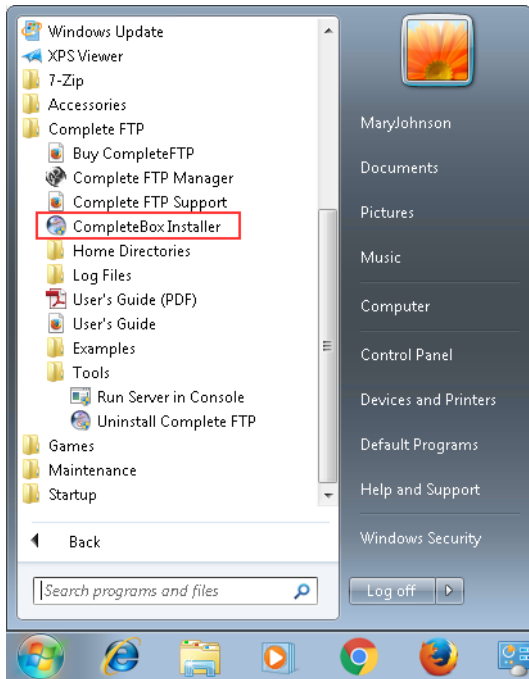 Windows Update
XPS Viewer
7-Zip
Accessories
Complete FTP
Buy CompleteFTP
Complete FTP Manager
Complete FTP Support
CompleteBox Installer
Home Directories
Log Files
User's Guide (PDF)
User's Guide
Examples
Tools
Run Server in Console
Uninstall Complete FTP
Games
Maintenance
Startup
Back
Search programs and files
MaryJohnson
Documents
Pictures
Music
Computer
Control Panel
Devices and Printers
Default Programs
Help and Support
Windows Security
Log off